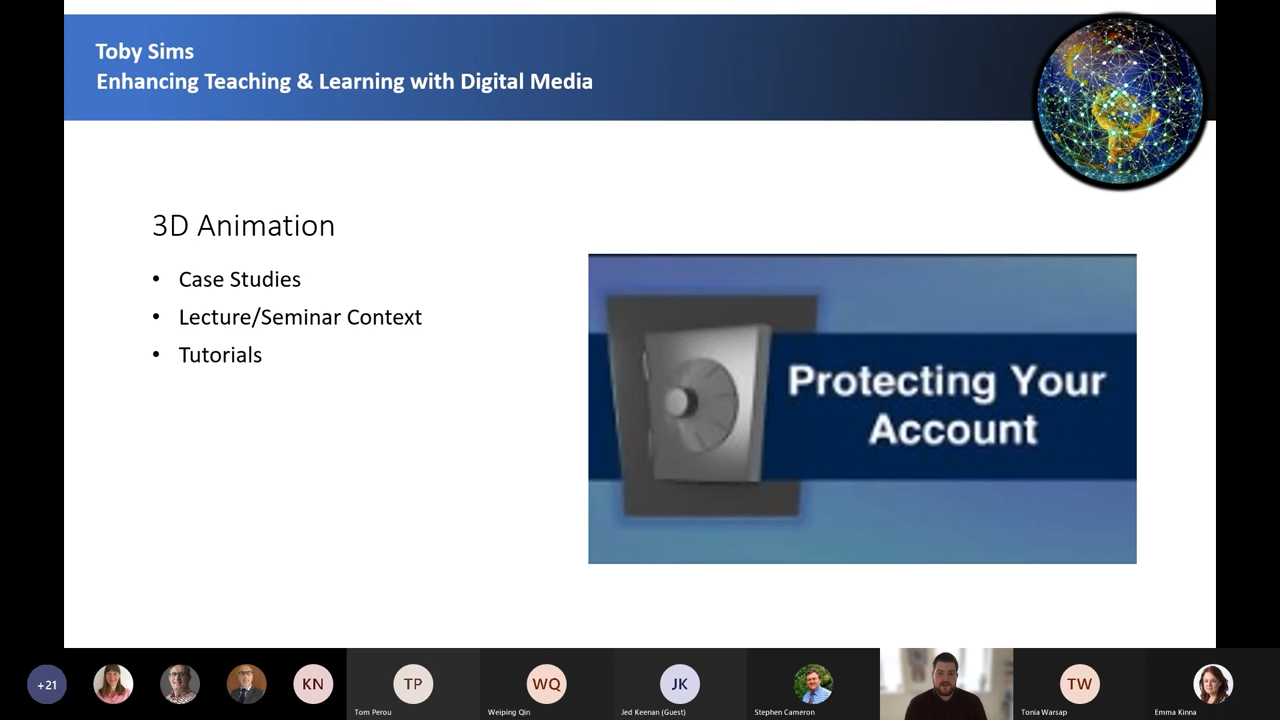 Toby Sims
Enhancing Teaching & Learning with Digital Media
3D Animation
• Case Studies
• Lecture/Seminar Context
• Tutorials
Protecting Your
Account
+21
KN
TP
WQ
JK
TW
Tom Perou
Weiping Qin
Jed Keenan (Guest)
Stephen Cameron
Tonia Warsap
Emma Kinna